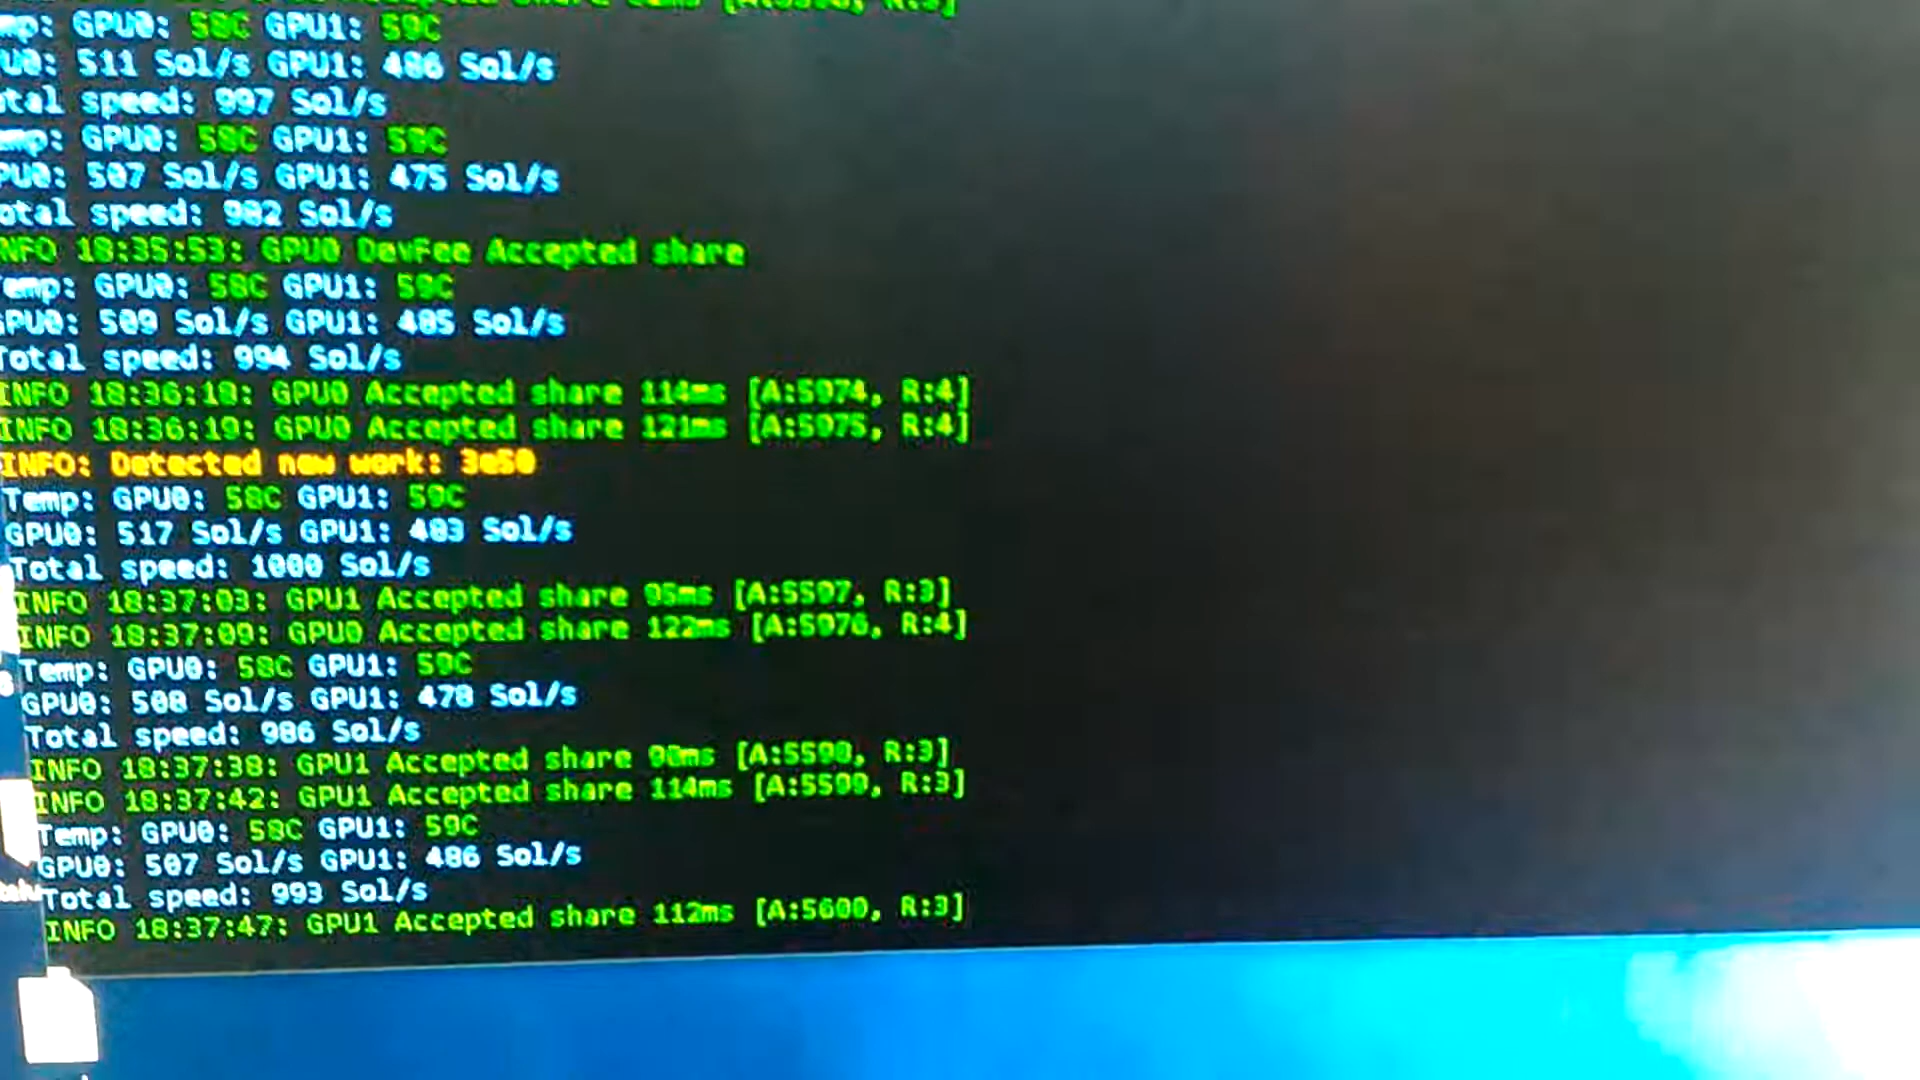 Accepted share
mp: GPU0: 58C GPU1: 59C
U0: 511 Sol/s GPU1: 486 Sol/s
tal speed: 997 Sol/s
mp: GPU0: 58C GPU1: 59C
PU0: 507 Sol/s GPU1: 475 Sol/s
otal speed: 982 Sol/s
NFO 18:35:53: GPU0 DevFee Accepted share
emp: GPU0: 58C GPU1: 59C
GPU0: 509 Sol/s GPU1: 485 Sol/s
Total speed: 994 Sol/s
INFO 18:36:18: GPU0 Accepted share 114ms [A:5974, R:4]
INFO 18:36:19: GPU0 Accepted share 121ms [A:5975, R:4]
INFO: Detected new work: 3e50
Temp: GPU0: 58C GPU1: 59C
GPU0: 517 Sol/s GPU1: 483 Sol/s
Total speed: 1000 Sol/s
INFO 18:37:03: GPU1 Accepted share 95ms [A:5597, R:3]
INFO 18:37:09: GPU0 Accepted share 122ms [A:5976, R:4]
Temp: GPU0: 58C GPU1: 59C
GPU0: 508 Sol/s GPU1: 478 Sol/s
Total speed: 986 Sol/s
INFO 18:37:38: GPU1 Accepted share [A:5598, R:3]
INFO 18:37:42: GPU1 Accepted share 114ms [A:5599, R:3]
Temp: GPU0: 58C GPU1: 59C
GPU0: 507 Sol/s GPU1: 486 Sol/s
Total speed: 993 Sol/s
INFO 18:37:47: GPU1 Accepted share 112ms [A:5600, R:3]